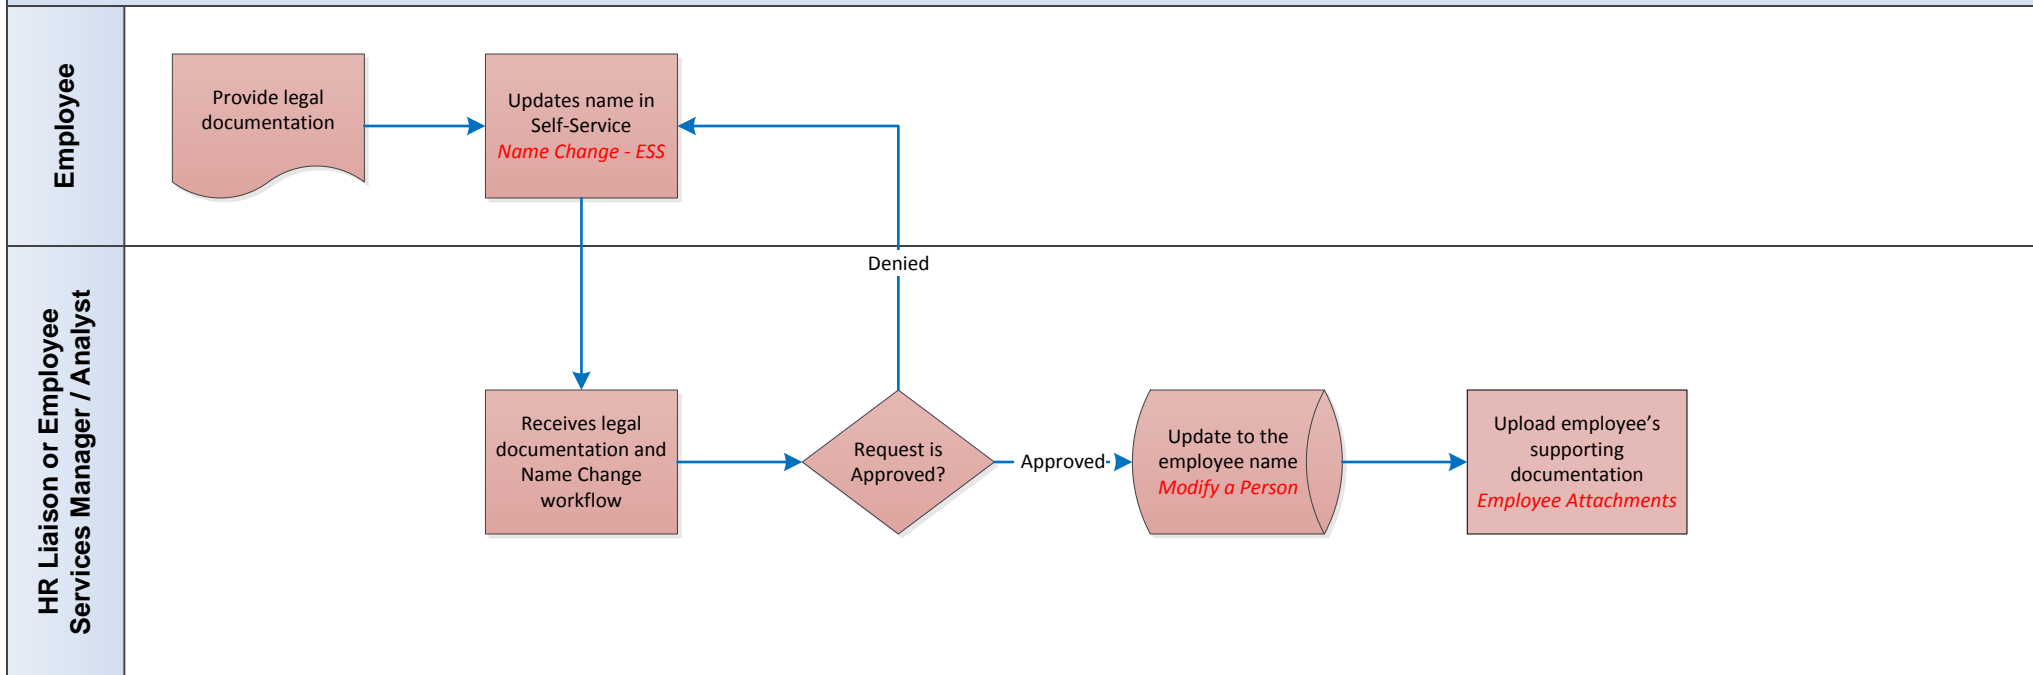 Employee
Provide legal
documentation
Updates name in
Self-Service
Name Change - ESS
Denied
HR Liaison or Employee
Services Manager / Analyst
Receives legal
documentation and
Name Change
workflow
Request is
Approved?
Approved
Update to the
employee name
Modify a Person
Upload employee's
supporting
documentation
Employee Attachments